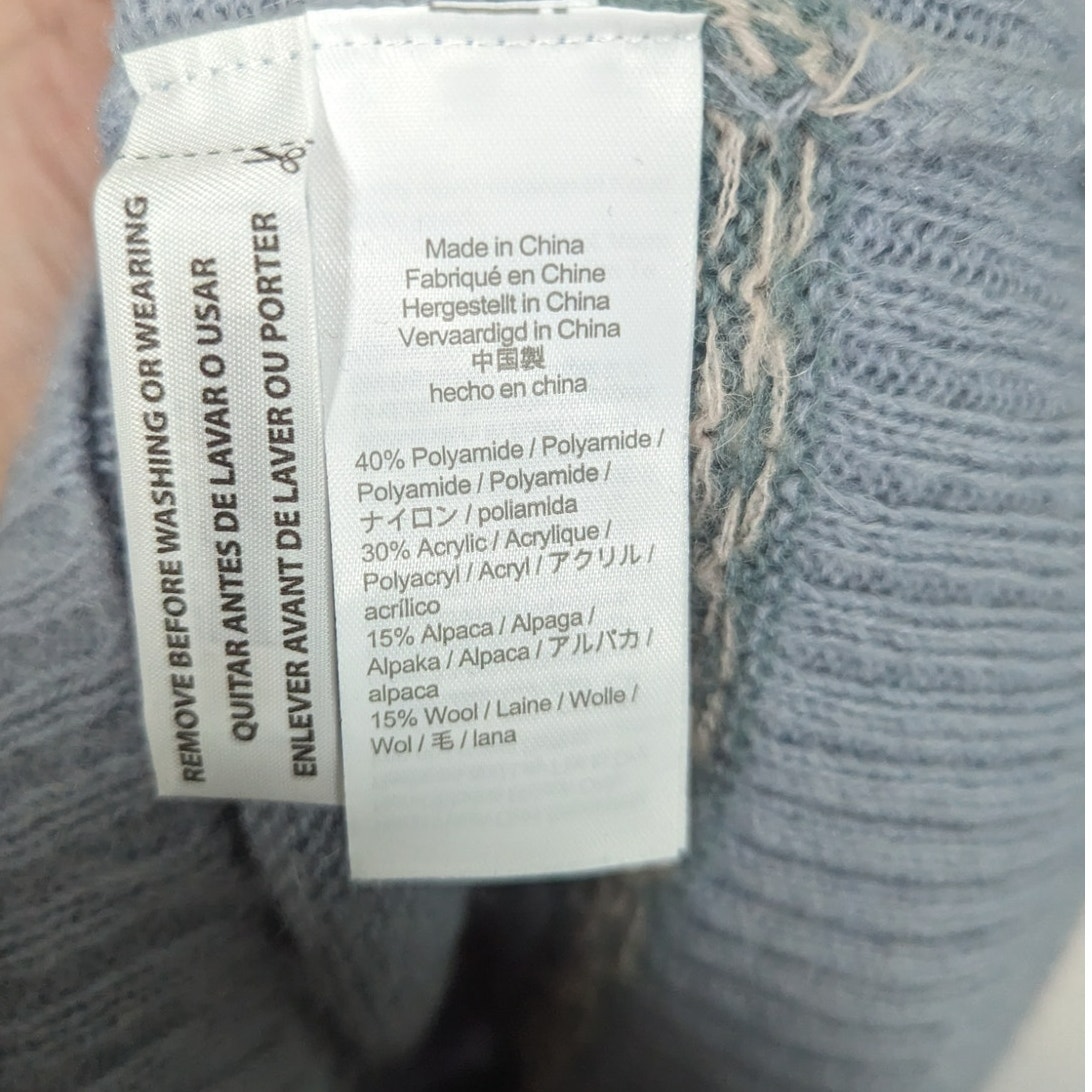 REMOVE BEFORE WASHING OR WEARING
QUITAR ANTES DE LAVAR O USAR
ENLEVER AVANT DE LAVER OU PORTER
Made in China
Fabriqué en Chine
Hergestellt in China
Vervaardigd in China
中国製
hecho en china
40% Polyamide / Polyamide /
Polyamide / Polyamide /
ナイロン / poliamida
30% Acrylic / Acrylique /
Polyacryl / Acryl / アクリル /
acrílico
15% Alpaca / Alpaga /
Alpaka / Alpaca / アルパカ /
alpaca
15% Wool / Laine / Wolle /
Wol / 毛 / lana